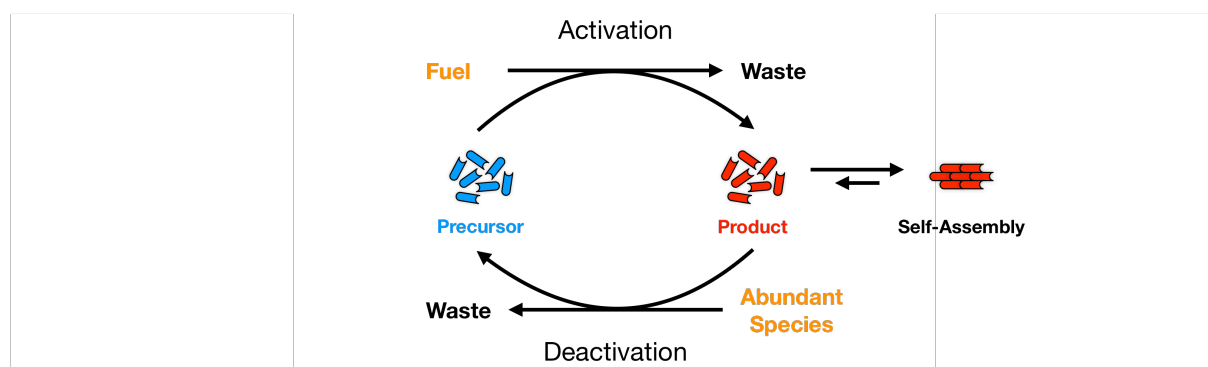 Activation
Fuel
Waste
Precursor
Product
Self-Assembly
Waste
Abundant
Species
Deactivation